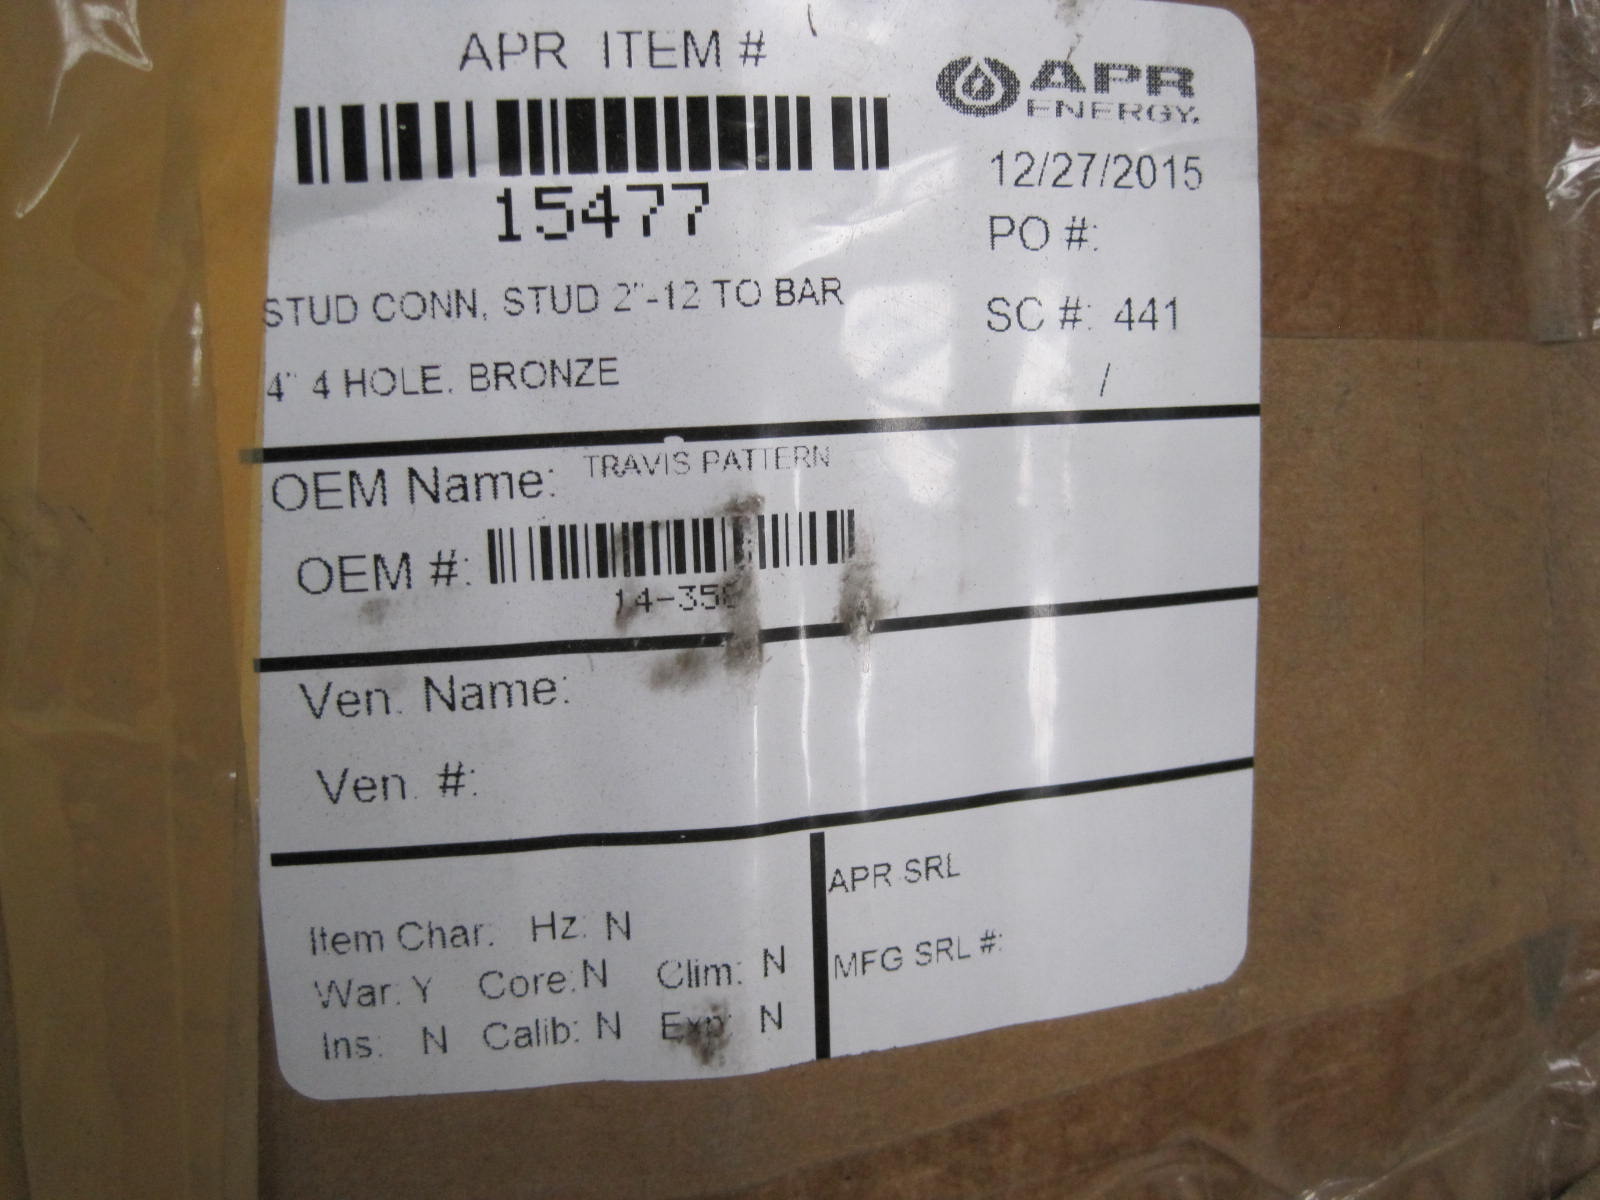 APR ITEM #
APR
ENERGY.
15477
12/27/2015
PO #:
STUD CONN, STUD 2"-12 TO BAR
SC #: 441
4" 4 HOLE, BRONZE
/
OEM Name: TRAVIS PATTERN
OEM #:
Ven. Name:
Ven. #:
Item Char: Hz: N
War: Y Core: N Clim: N
Ins: N Calib: N Exp: N
APR SRL
MFG SRL #: